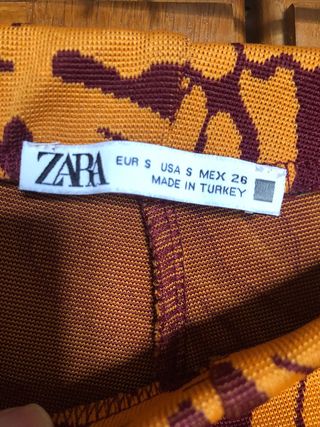 ZARA
EUR S USA S MEX 26
MADE IN TURKEY